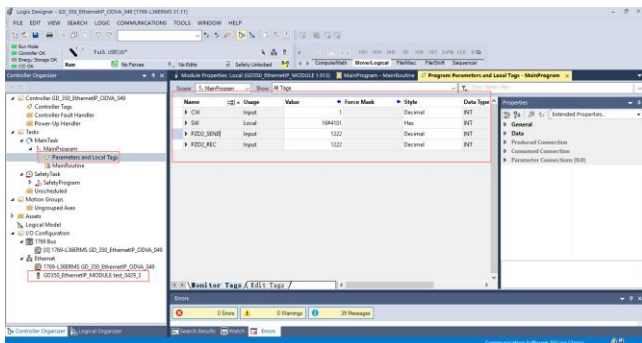 Logix Designer - GD_350_EthernetIP_ODVA_049 [1769-L36ERMS 31.11]
FILE EDIT VIEW SEARCH LOGIC COMMUNICATIONS TOOLS WINDOW HELP
Run Mode
Controller OK
Energy Storage OK
I/O OK
Path: USB\16*
Run No Forces No Edits Safety Unlocked
Compute/Math Move/Logical File/Misc. File/Shift Sequencer
Controller Organizer
Module Properties: Local (GD350_EthernetIP_MODULE 1.013) MainProgram - MainRoutine Program Parameters and Local Tags - MainProgram
Scope: MainProgram Show: All Tags
Controller GD_350_EthernetIP_ODVA_049
Controller Tags
Controller Fault Handler
Power-Up Handler
Tasks
MainTask
MainProgram
Parameters and Local Tags
MainRoutine
SafetyTask
SafetyProgram
Unscheduled
Motion Groups
Ungrouped Axes
Assets
Logical Model
I/O Configuration
1769 Bus
[0] 1769-L36ERMS GD_350_EthernetIP_ODVA_049
Ethernet
1769-L36ERMS GD_350_EthernetIP_ODVA_049
GD350_EthernetIP_MODULE test_0429_3
Name Usage Value Force Mask Style Data Type
CW Input 1 Decimal INT
SW Local 16#4101 Hex INT
PZD2_SEND Input 1222 Decimal INT
PZD2_REC Input 1222 Decimal INT
Properties
Extended Properties
General
Data
Produced Connection
Consumed Connection
Parameter Connections {0:0}
Monitor Tags Edit Tags
Errors
0 Errors 0 Warnings 39 Messages
Controller Organizer Logical Organizer
Search Results Watch Errors
Communication Software: RSLinx Classic